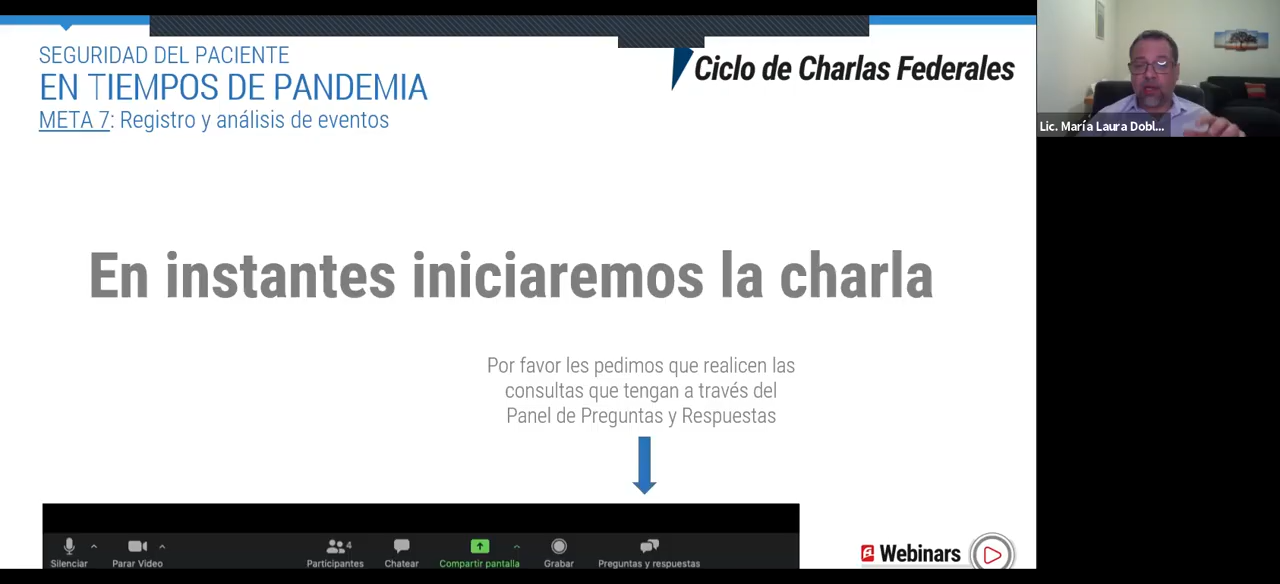 SEGURIDAD DEL PACIENTE
EN TIEMPOS DE PANDEMIA
META 7: Registro y análisis de eventos
Ciclo de Charlas Federales
Lic. María Laura Dobl...
En instantes iniciaremos la charla
Por favor les pedimos que realicen las
consultas que tengan a través del
Panel de Preguntas y Respuestas
4
Silenciar Parar Video Participantes Chatear Compartir pantalla Grabar Preguntas y respuestas
Webinars